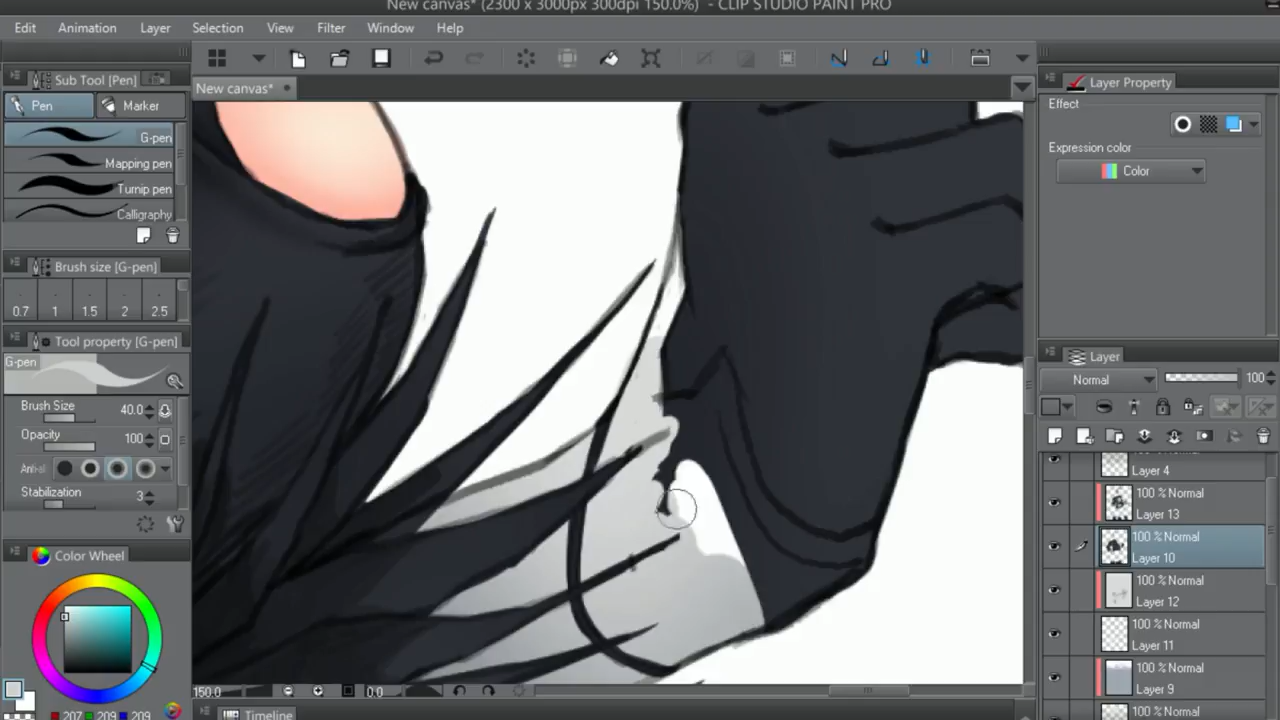 New canvas* (2300 x 3000px 300dpi 150.0%) - CLIP STUDIO PAINT PRO
Edit Animation Layer Selection View Filter Window Help
Sub Tool [Pen]
New canvas*
Layer Property
Pen Marker
Effect
G-pen
Expression color
Mapping pen
Color
Turnip pen
Calligraphy
Brush size [G-pen]
0.7 1 1.5 2 2.5
Tool property [G-pen]
G-pen
Layer
Normal 100
Brush Size 40.0
Opacity 100
Anti-al
Stabilization 3
Layer 4
100 % Normal
Layer 13
100 % Normal
Layer 10
Color Wheel
100 % Normal
Layer 12
100 % Normal
Layer 11
100 % Normal
Layer 9
150.0 0.0
100 % Normal
Timeline
207 209 209